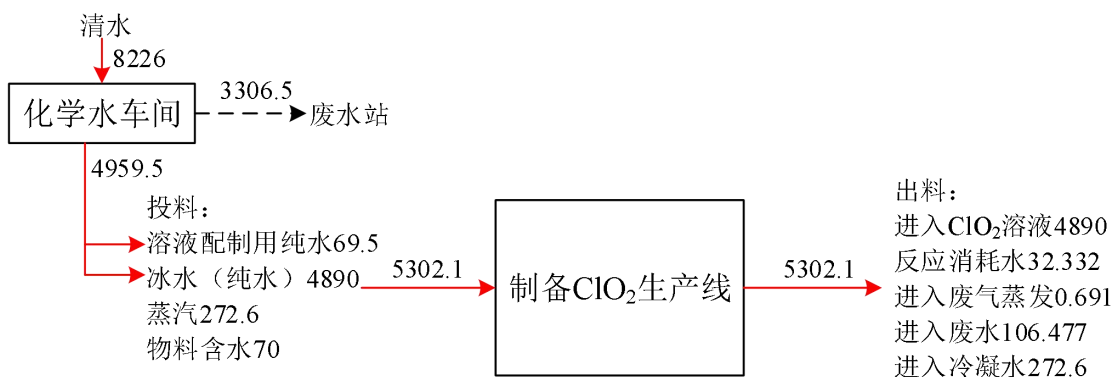 清水
8226
化学水车间
3306.5
废水站
4959.5
投料：
溶液配制用纯水69.5
冰水（纯水）4890
蒸汽272.6
物料含水70
5302.1
制备ClO₂生产线
5302.1
出料：
进入ClO₂溶液4890
反应消耗水32.332
进入废气蒸发0.691
进入废水106.477
进入冷凝水272.6